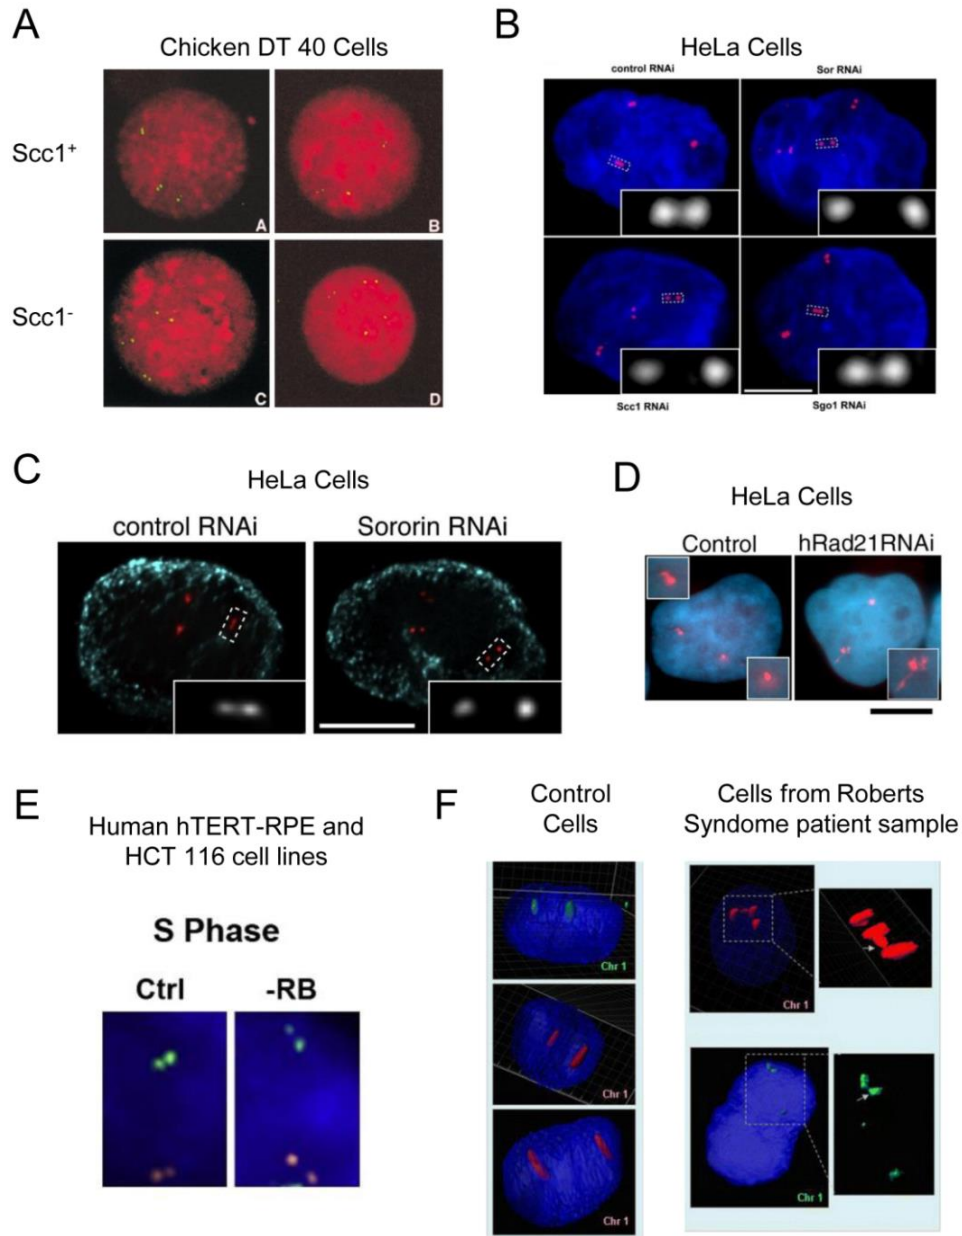 A
Chicken DT 40 Cells
Scc1+
A
B
Scc1-
C
D
B
HeLa Cells
control RNAi
Sor RNAi
Scc1 RNAi
Sgo1 RNAi
C
HeLa Cells
control RNAi
Sororin RNAi
D
HeLa Cells
Control
hRad21RNAi
E
Human hTERT-RPE and
HCT 116 cell lines
S Phase
Ctrl
-RB
F
Control
Cells
Cells from Roberts
Syndome patient sample
Chr 1
Chr 1
Chr 1
Chr 1
Chr 1